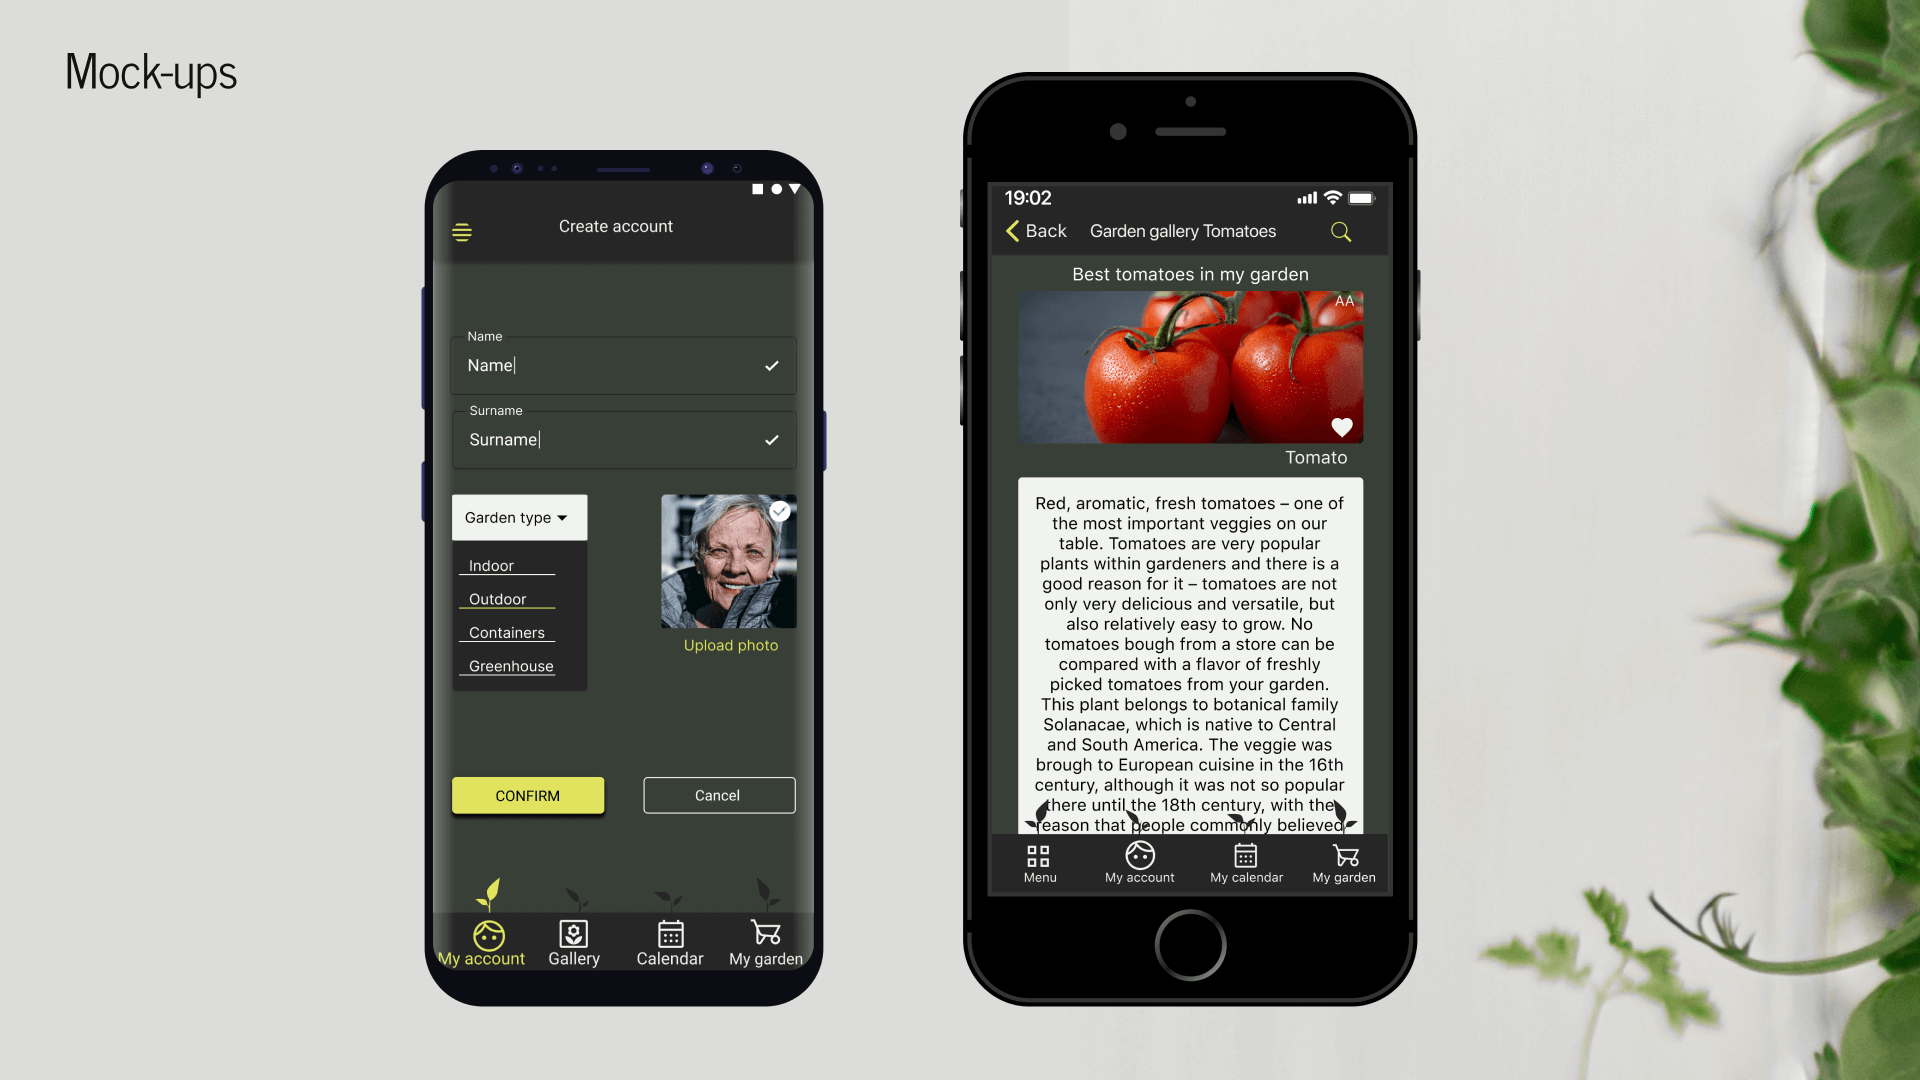 Mock-ups
Create account
Name
Name
Surname
Surname
Garden type
Indoor
Outdoor
Containers
Greenhouse
Upload photo
CONFIRM
Cancel
My account
Gallery
Calendar
My garden
19:02
Back
Garden gallery Tomatoes
Best tomatoes in my garden
AA
Tomato
Red, aromatic, fresh tomatoes – one of
the most important veggies on our
table. Tomatoes are very popular
plants within gardeners and there is a
good reason for it – tomatoes are not
only very delicious and versatile, but
also relatively easy to grow. No
tomatoes bough from a store can be
compared with a flavor of freshly
picked tomatoes from your garden.
This plant belongs to botanical family
Solanacae, which is native to Central
and South America. The veggie was
brough to European cuisine in the 16th
century, although it was not so popular
there until the 18th century, with the
reason that people commonly believed
Menu
My account
My calendar
My garden